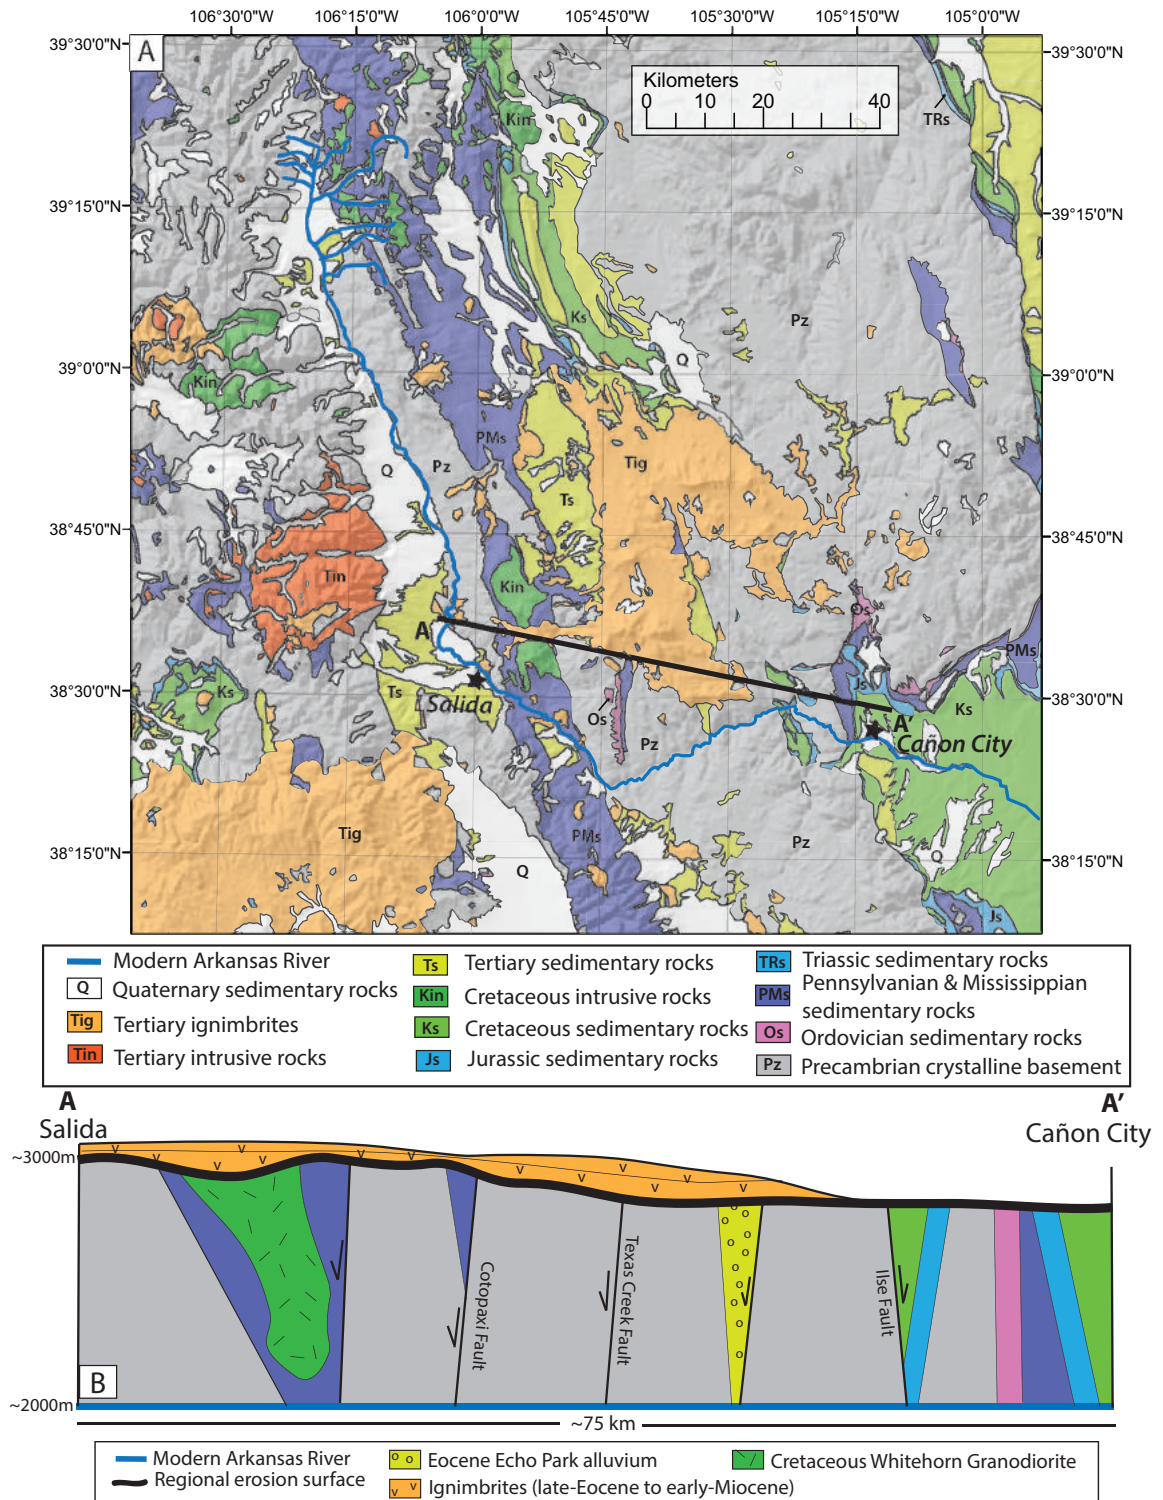 106°30'0"W 106°15'0"W 106°0'0"W 105°45'0"W 105°30'0"W 105°15'0"W 105°0'0"W
A
39°30'0"N
39°30'0"N
Kilometers
0 10 20 40
Kin
TRs
Pz
39°15'0"N
39°15'0"N
Ks
Pz
Q
39°0'0"N
39°0'0"N
Kin
PMs
Q
Pz
Tig
Ts
38°45'0"N
38°45'0"N
Tin
Kin
Os
A
PMs
38°30'0"N
38°30'0"N
Ks
Ts
Salida
Os
Pz
Js
Ks
A'
Cañon City
Tig
PMs
Pz
Q
Q
38°15'0"N
38°15'0"N
Js
Modern Arkansas River
Q Quaternary sedimentary rocks
Tig Tertiary ignimbrites
Tin Tertiary intrusive rocks
Ts Tertiary sedimentary rocks
Kin Cretaceous intrusive rocks
Ks Cretaceous sedimentary rocks
Js Jurassic sedimentary rocks
TRs Triassic sedimentary rocks
PMs Pennsylvanian & Mississippian
sedimentary rocks
Os Ordovician sedimentary rocks
Pz Precambrian crystalline basement
A
Salida
A'
Cañon City
~3000m
Cotopaxi Fault
Texas Creek Fault
Ilse Fault
B
~2000m
~75 km
Modern Arkansas River
Regional erosion surface
Eocene Echo Park alluvium
Ignimbrites (late-Eocene to early-Miocene)
Cretaceous Whitehorn Granodiorite